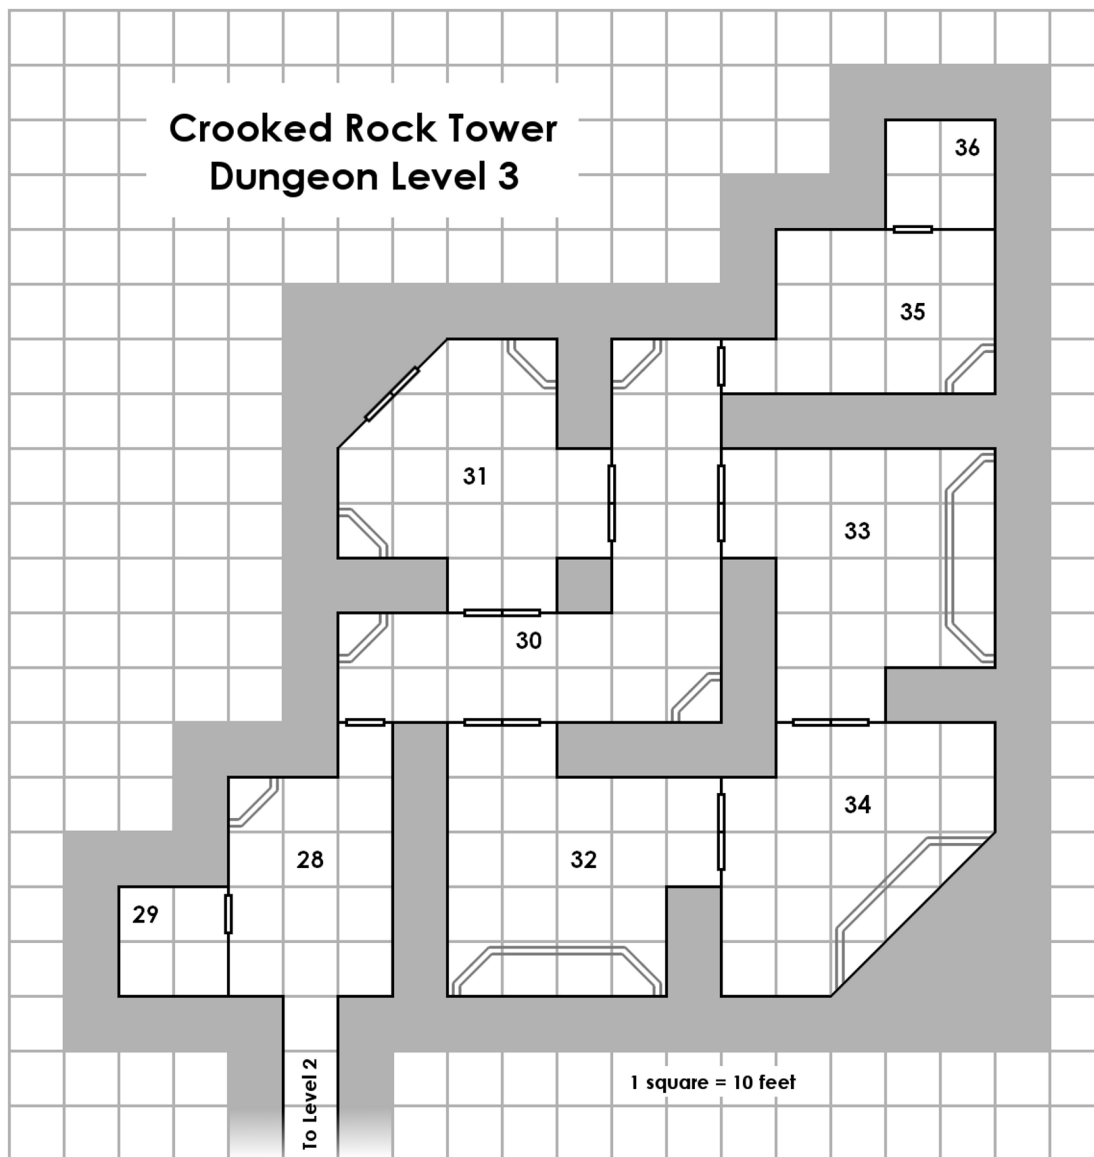 Crooked Rock Tower
Dungeon Level 3
36
35
31
33
30
34
28
32
29
1 square = 10 feet
To Level 2